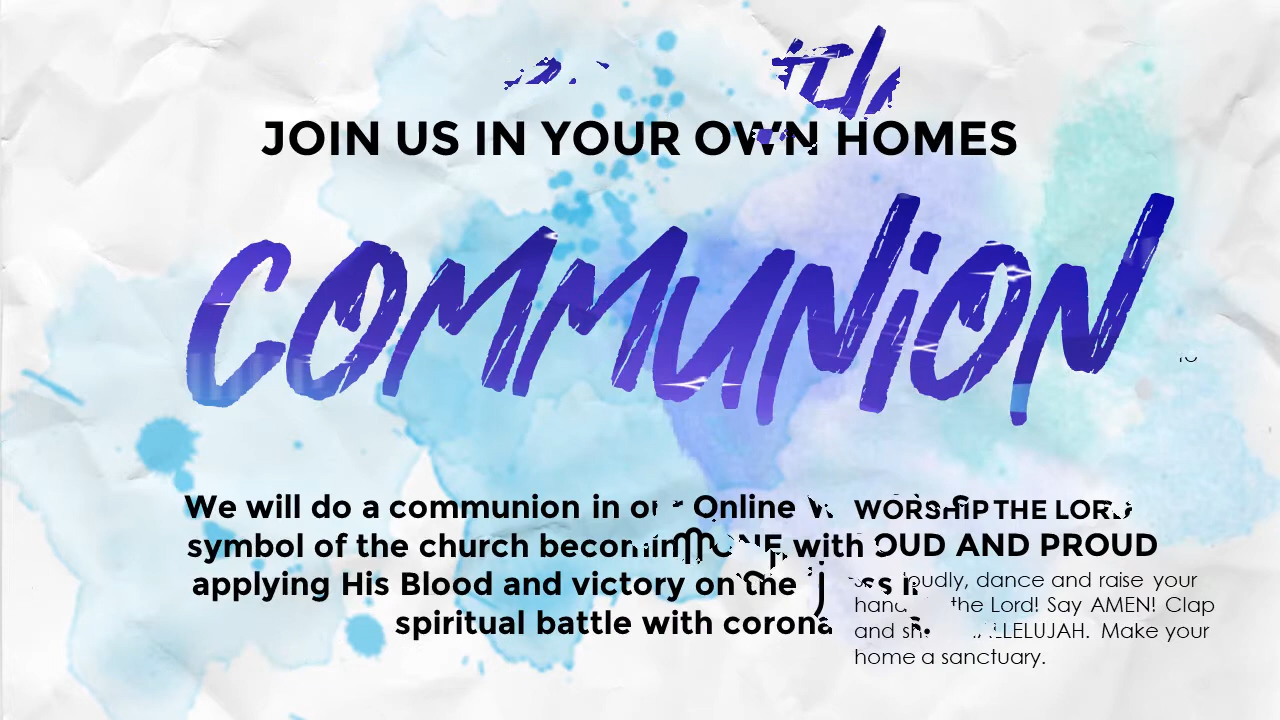 JOIN US IN YOUR OWN HOMES
COMMUNION
We will do a communion in our Online
symbol of the church becoming ONE with
applying His Blood and victory on the
spiritual battle with corona
WORSHIP THE LORD
LOUD AND PROUD
loudly, dance and raise your
the Lord! Say AMEN! Clap
and HALLELUJAH. Make your
home a sanctuary.